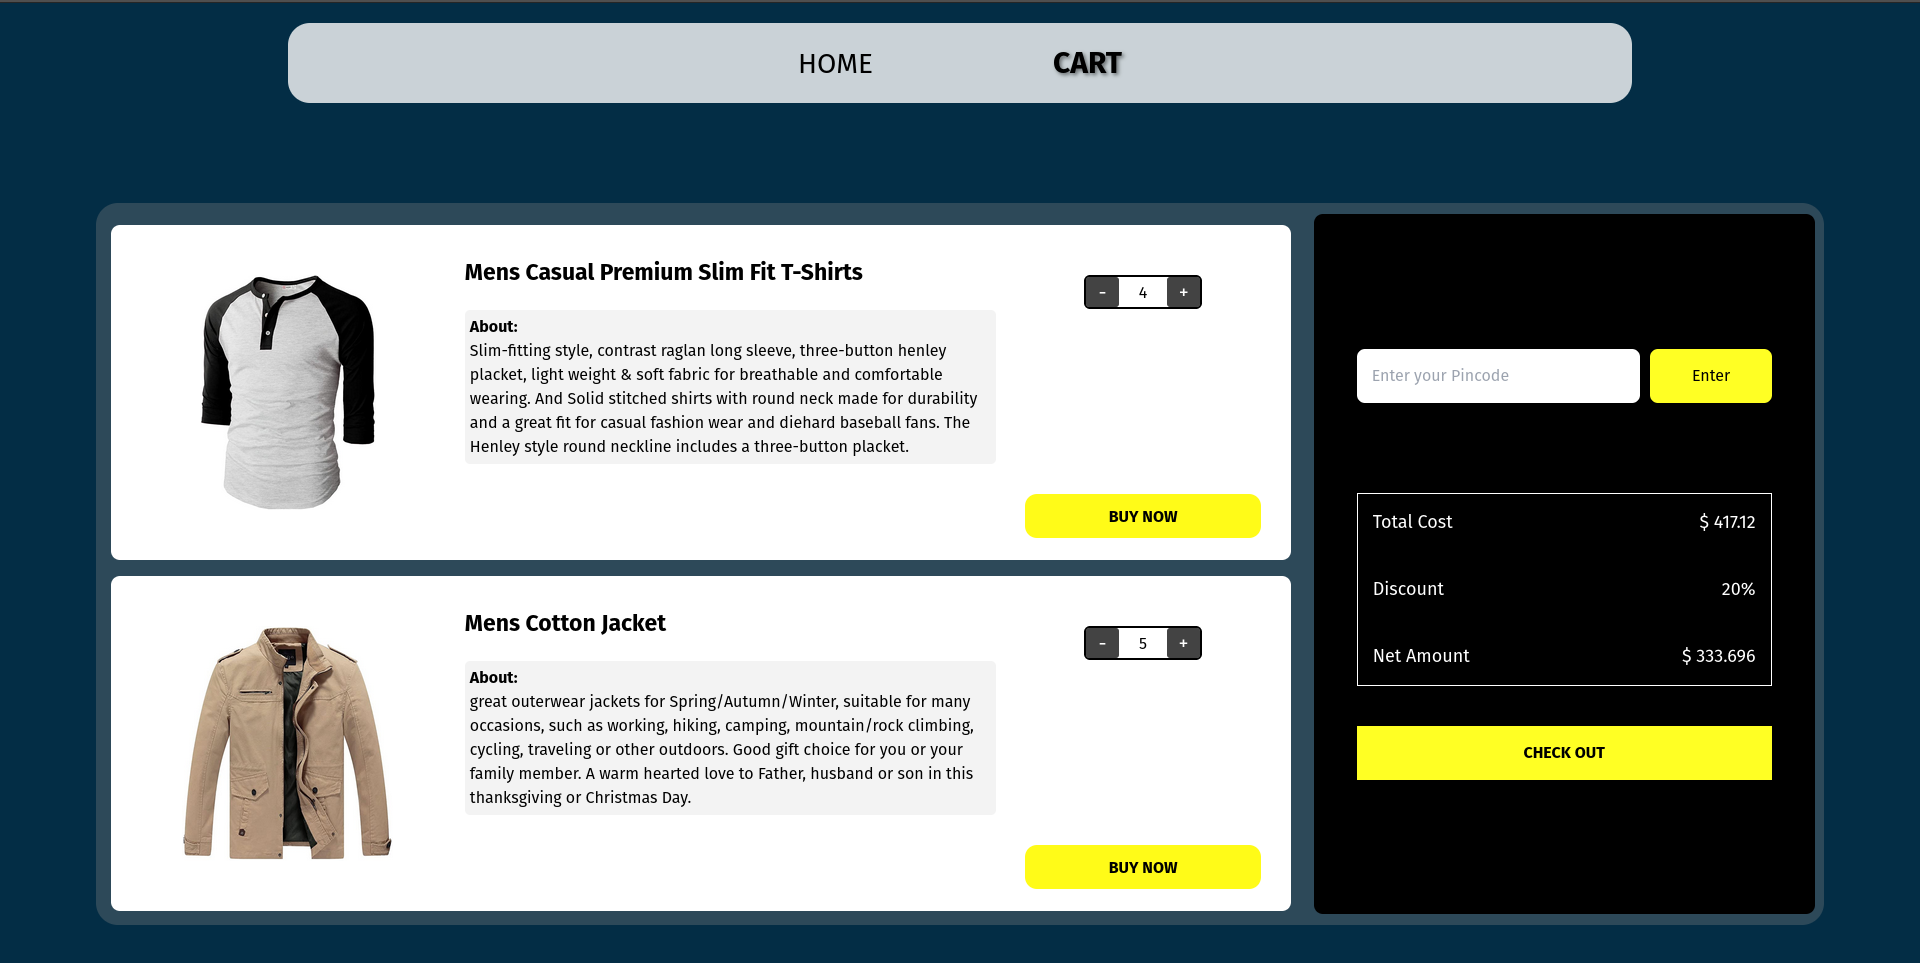 HOME
CART
Mens Casual Premium Slim Fit T-Shirts
- 4 +
About:
Slim-fitting style, contrast raglan long sleeve, three-button henley
placket, light weight & soft fabric for breathable and comfortable
wearing. And Solid stitched shirts with round neck made for durability
and a great fit for casual fashion wear and diehard baseball fans. The
Henley style round neckline includes a three-button placket.
BUY NOW
Mens Cotton Jacket
- 5 +
About:
great outerwear jackets for Spring/Autumn/Winter, suitable for many
occasions, such as working, hiking, camping, mountain/rock climbing,
cycling, traveling or other outdoors. Good gift choice for you or your
family member. A warm hearted love to Father, husband or son in this
thanksgiving or Christmas Day.
BUY NOW
Enter your Pincode
Enter
Total Cost $ 417.12
Discount 20%
Net Amount $ 333.696
CHECK OUT